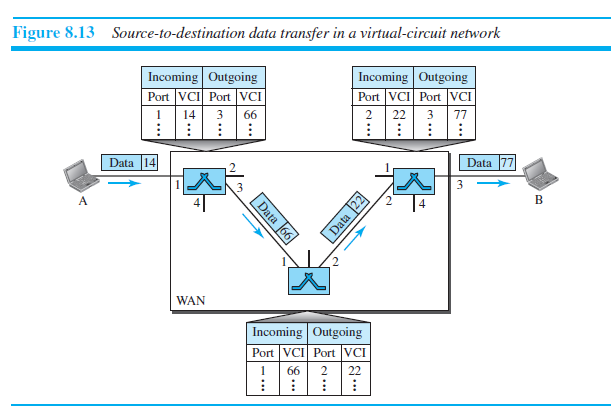 Figure 8.13 Source-to-destination data transfer in a virtual-circuit network
Incoming Outgoing
Port VCI Port VCI
1 14 3 66
Incoming Outgoing
Port VCI Port VCI
2 22 3 77
Data 14
A
1
2
3
4
Data 66
Data 22
1
2
1
2
3
4
Data 77
B
WAN
Incoming Outgoing
Port VCI Port VCI
1 66 2 22